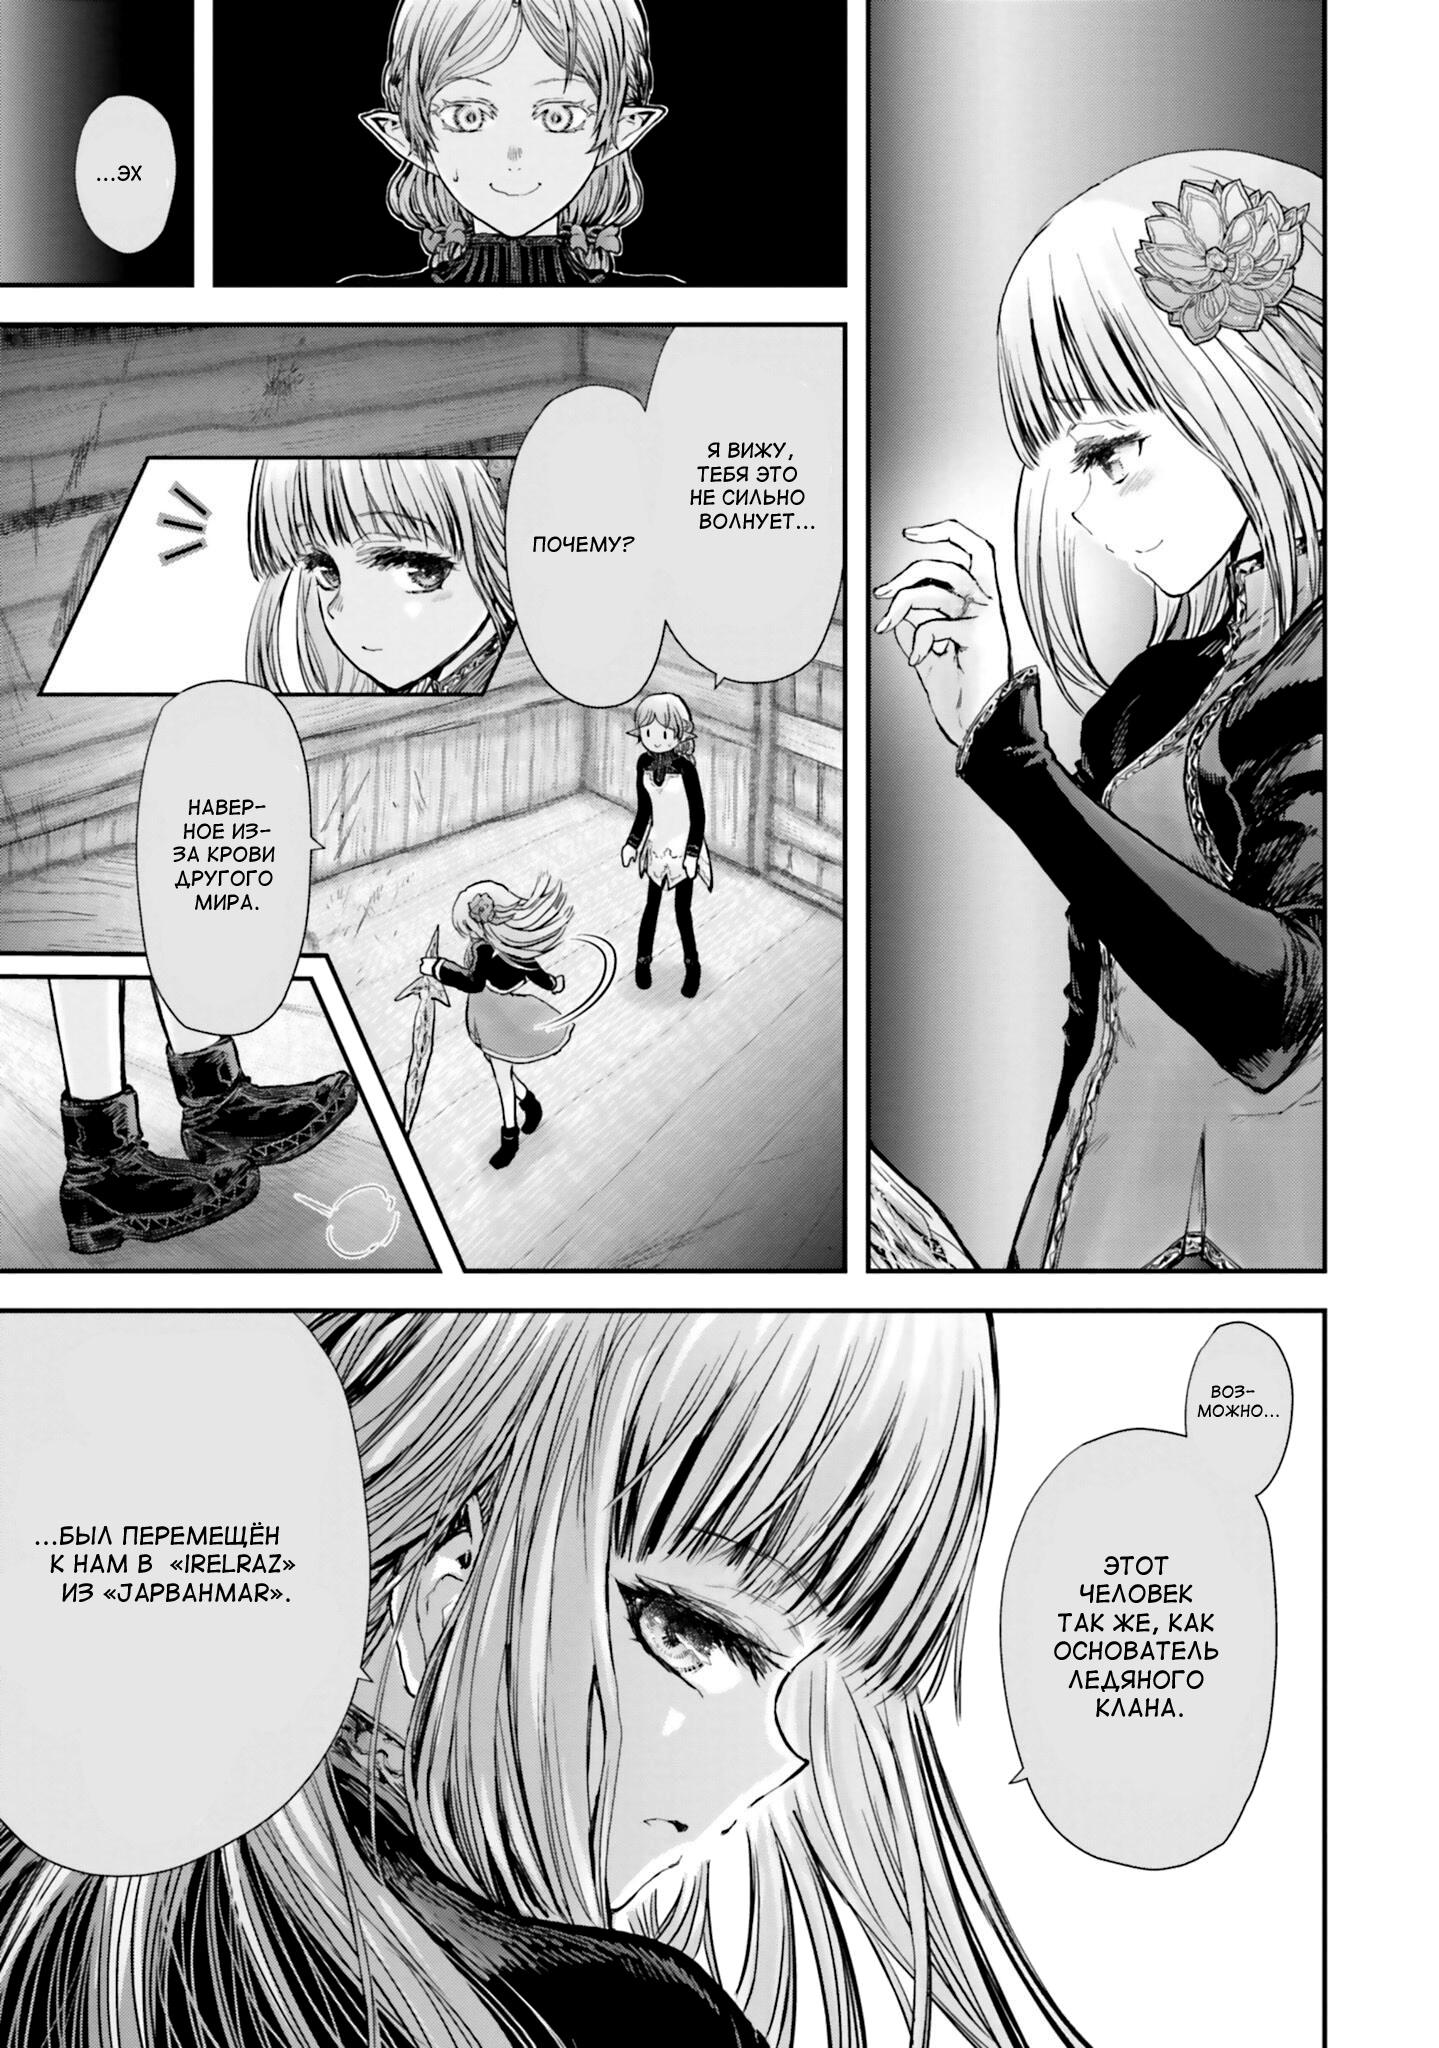 ...ЭХ
Я ВИЖУ,
ТЕБЯ ЭТО
НЕ СИЛЬНО
ВОЛНУЕТ...
ПОЧЕМУ?
НАВЕР-
НОЕ ИЗ-
ЗА КРОВИ
ДРУГОГО
МИРА.
ВОЗ-
МОЖНО...
ЭТОТ
ЧЕЛОВЕК
ТАК ЖЕ, КАК
ОСНОВАТЕЛЬ
ЛЕДЯНОГО
КЛАНА.
...БЫЛ ПЕРЕМЕЩЁН
К НАМ В «IRELRAZ»
ИЗ «JAPBAHMAR».